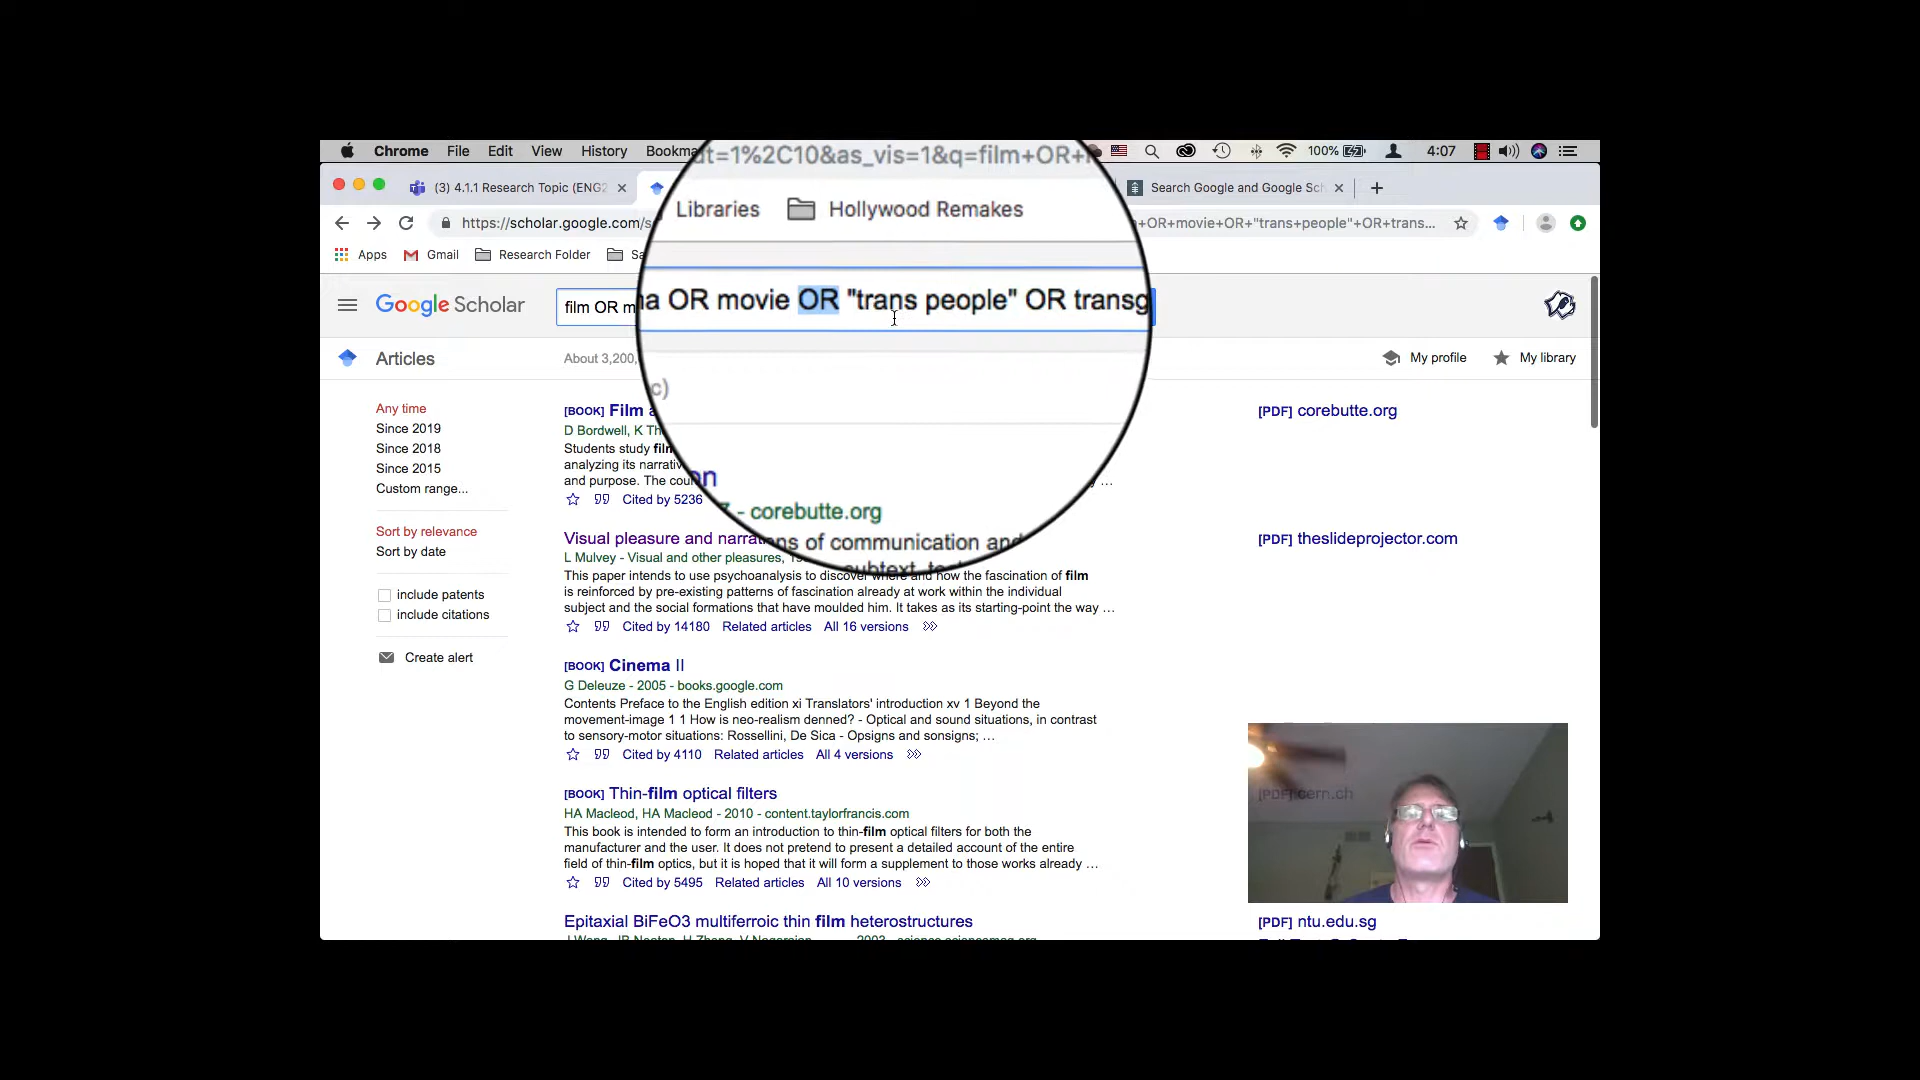 Chrome File Edit View History Bookma 100% 4:07
(3) 4.1.1 Research Topic (ENG2 Search Google and Google Sch
https://scholar.google.com/s +OR+movie+OR+"trans+people"+OR+trans...
Apps Gmail Research Folder Sa
dt=1%2C10&as_vis=1&q=film+OR+
Libraries Hollywood Remakes
Google Scholar film OR m
na OR movie OR "trans people" OR transg
Articles About 3,200, My profile My library
c)
Any time
Since 2019
Since 2018
Since 2015
Custom range...
Sort by relevance
Sort by date
include patents
include citations
Create alert
[BOOK] Film a [PDF] corebutte.org
D Bordwell, K Th
Students study film
analyzing its narrativ
and purpose. The cou ...
Cited by 5236
on
7 - corebutte.org
ns of communication and
subtext
Visual pleasure and narra [PDF] theslideprojector.com
L Mulvey - Visual and other pleasures,
This paper intends to use psychoanalysis to discover where and how the fascination of film
is reinforced by pre-existing patterns of fascination already at work within the individual
subject and the social formations that have moulded him. It takes as its starting-point the way ...
Cited by 14180 Related articles All 16 versions
[BOOK] Cinema II
G Deleuze - 2005 - books.google.com
Contents Preface to the English edition xi Translators' introduction xv 1 Beyond the
movement-image 1 1 How is neo-realism denned? - Optical and sound situations, in contrast
to sensory-motor situations: Rossellini, De Sica - Opsigns and sonsigns; ...
Cited by 4110 Related articles All 4 versions
[BOOK] Thin-film optical filters [PDF] cern.ch
HA Macleod, HA Macleod - 2010 - content.taylorfrancis.com
This book is intended to form an introduction to thin-film optical filters for both the
manufacturer and the user. It does not pretend to present a detailed account of the entire
field of thin-film optics, but it is hoped that it will form a supplement to those works already ...
Cited by 5495 Related articles All 10 versions
Epitaxial BiFeO3 multiferroic thin film heterostructures [PDF] ntu.edu.sg